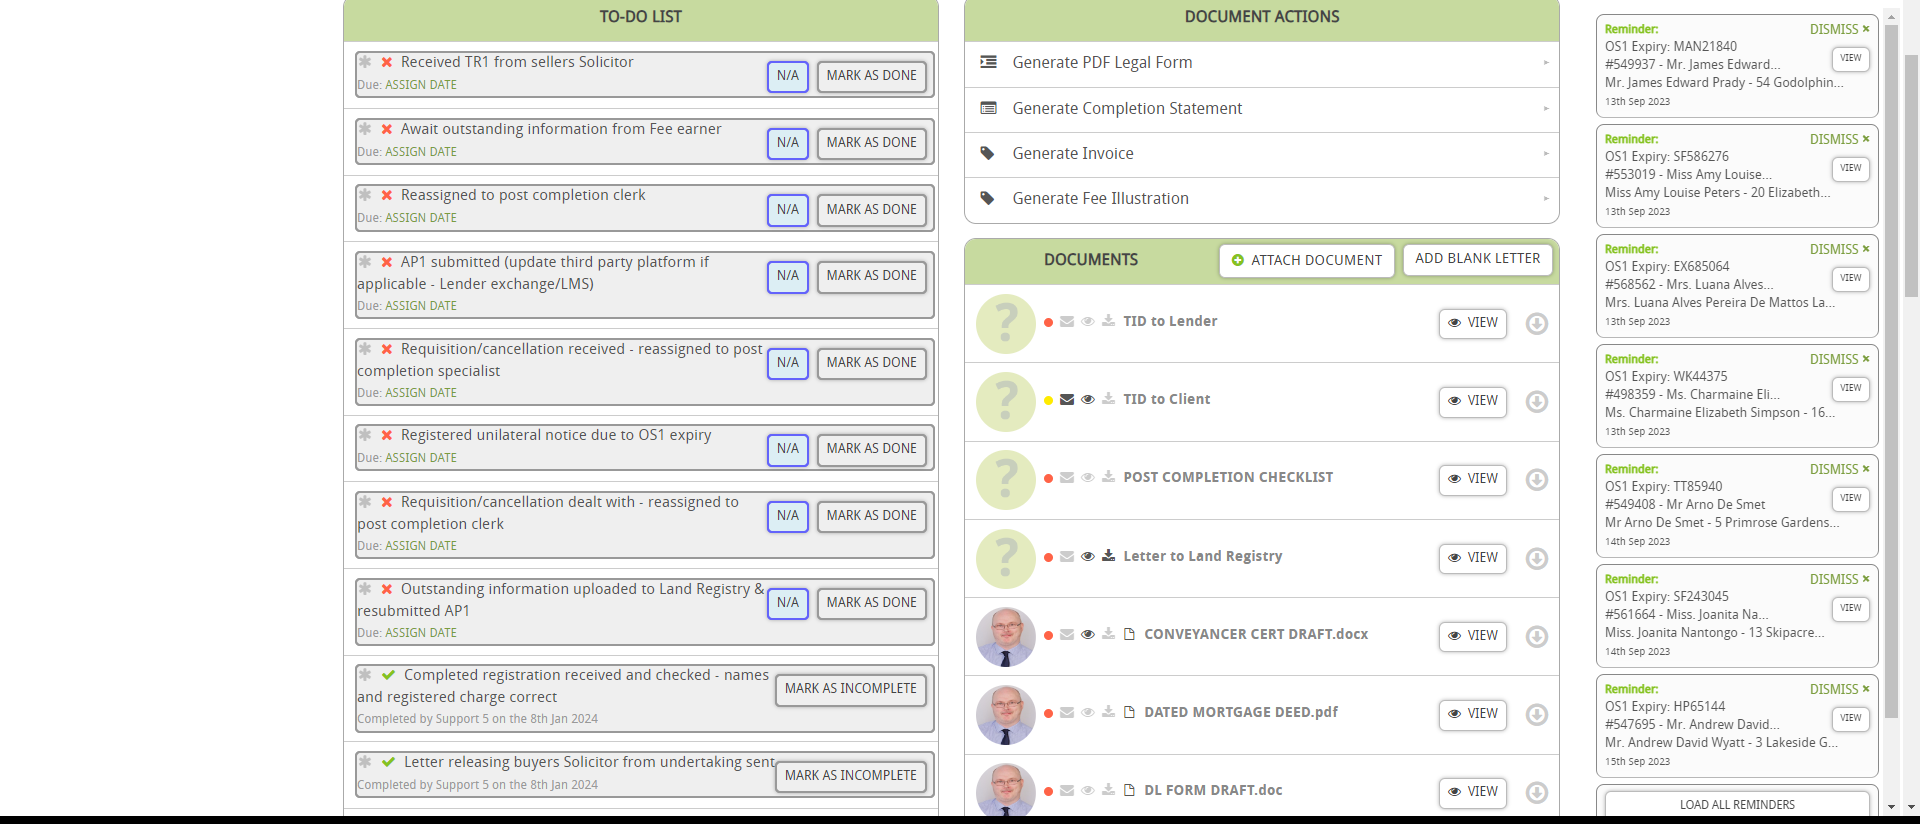 TO-DO LIST
Received TR1 from sellers Solicitor
Due: ASSIGN DATE
N/A
MARK AS DONE
Await outstanding information from Fee earner
Due: ASSIGN DATE
N/A
MARK AS DONE
Reassigned to post completion clerk
Due: ASSIGN DATE
N/A
MARK AS DONE
AP1 submitted (update third party platform if
applicable - Lender exchange/LMS)
Due: ASSIGN DATE
N/A
MARK AS DONE
Requisition/cancellation received - reassigned to post
completion specialist
Due: ASSIGN DATE
N/A
MARK AS DONE
Registered unilateral notice due to OS1 expiry
Due: ASSIGN DATE
N/A
MARK AS DONE
Requisition/cancellation dealt with - reassigned to
post completion clerk
Due: ASSIGN DATE
N/A
MARK AS DONE
Outstanding information uploaded to Land Registry &
resubmitted AP1
Due: ASSIGN DATE
N/A
MARK AS DONE
Completed registration received and checked - names
and registered charge correct
Completed by Support 5 on the 8th Jan 2024
MARK AS INCOMPLETE
Letter releasing buyers Solicitor from undertaking sent
Completed by Support 5 on the 8th Jan 2024
MARK AS INCOMPLETE
DOCUMENT ACTIONS
Generate PDF Legal Form
Generate Completion Statement
Generate Invoice
Generate Fee Illustration
DOCUMENTS
ATTACH DOCUMENT
ADD BLANK LETTER
? TID to Lender VIEW
? TID to Client VIEW
? POST COMPLETION CHECKLIST VIEW
? Letter to Land Registry VIEW
CONVEYANCER CERT DRAFT.docx VIEW
DATED MORTGAGE DEED.pdf VIEW
DL FORM DRAFT.doc VIEW
Reminder: DISMISS ×
OS1 Expiry: MAN21840
#549937 - Mr. James Edward...
VIEW
Mr. James Edward Prady - 54 Godolphin...
13th Sep 2023
Reminder: DISMISS ×
OS1 Expiry: SF586276
#553019 - Miss Amy Louise...
VIEW
Miss Amy Louise Peters - 20 Elizabeth...
13th Sep 2023
Reminder: DISMISS ×
OS1 Expiry: EX685064
#568562 - Mrs. Luana Alves...
VIEW
Mrs. Luana Alves Pereira De Mattos La...
13th Sep 2023
Reminder: DISMISS ×
OS1 Expiry: WK44375
#498359 - Ms. Charmaine Eli...
VIEW
Ms. Charmaine Elizabeth Simpson - 16...
13th Sep 2023
Reminder: DISMISS ×
OS1 Expiry: TT85940
#549408 - Mr Arno De Smet
VIEW
Mr Arno De Smet - 5 Primrose Gardens...
14th Sep 2023
Reminder: DISMISS ×
OS1 Expiry: SF243045
#561664 - Miss. Joanita Na...
VIEW
Miss. Joanita Nantongo - 13 Skipacre...
14th Sep 2023
Reminder: DISMISS ×
OS1 Expiry: HP65144
#547695 - Mr. Andrew David...
VIEW
Mr. Andrew David Wyatt - 3 Lakeside G...
15th Sep 2023
LOAD ALL REMINDERS